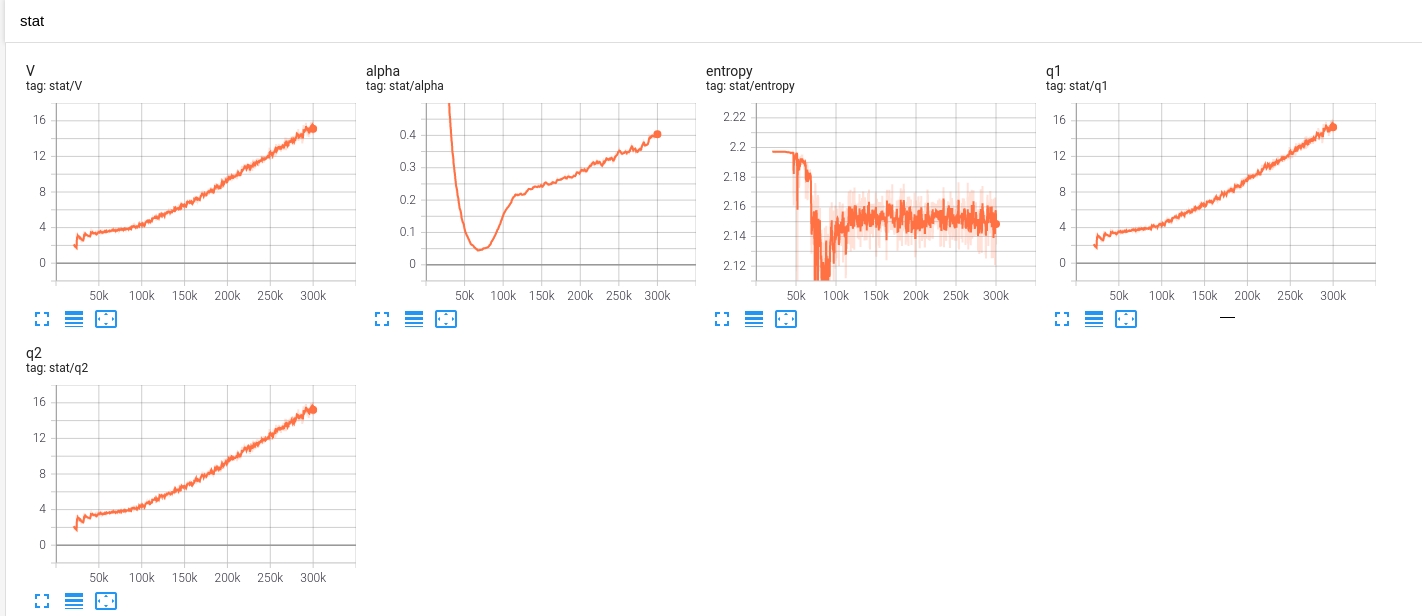 stat
V
tag: stat/V
16
12
8
4
0
50k 100k 150k 200k 250k 300k
alpha
tag: stat/alpha
0.4
0.3
0.2
0.1
0
50k 100k 150k 200k 250k 300k
entropy
tag: stat/entropy
2.22
2.2
2.18
2.16
2.14
2.12
50k 100k 150k 200k 250k 300k
q1
tag: stat/q1
16
12
8
4
0
50k 100k 150k 200k 250k 300k
q2
tag: stat/q2
16
12
8
4
0
50k 100k 150k 200k 250k 300k